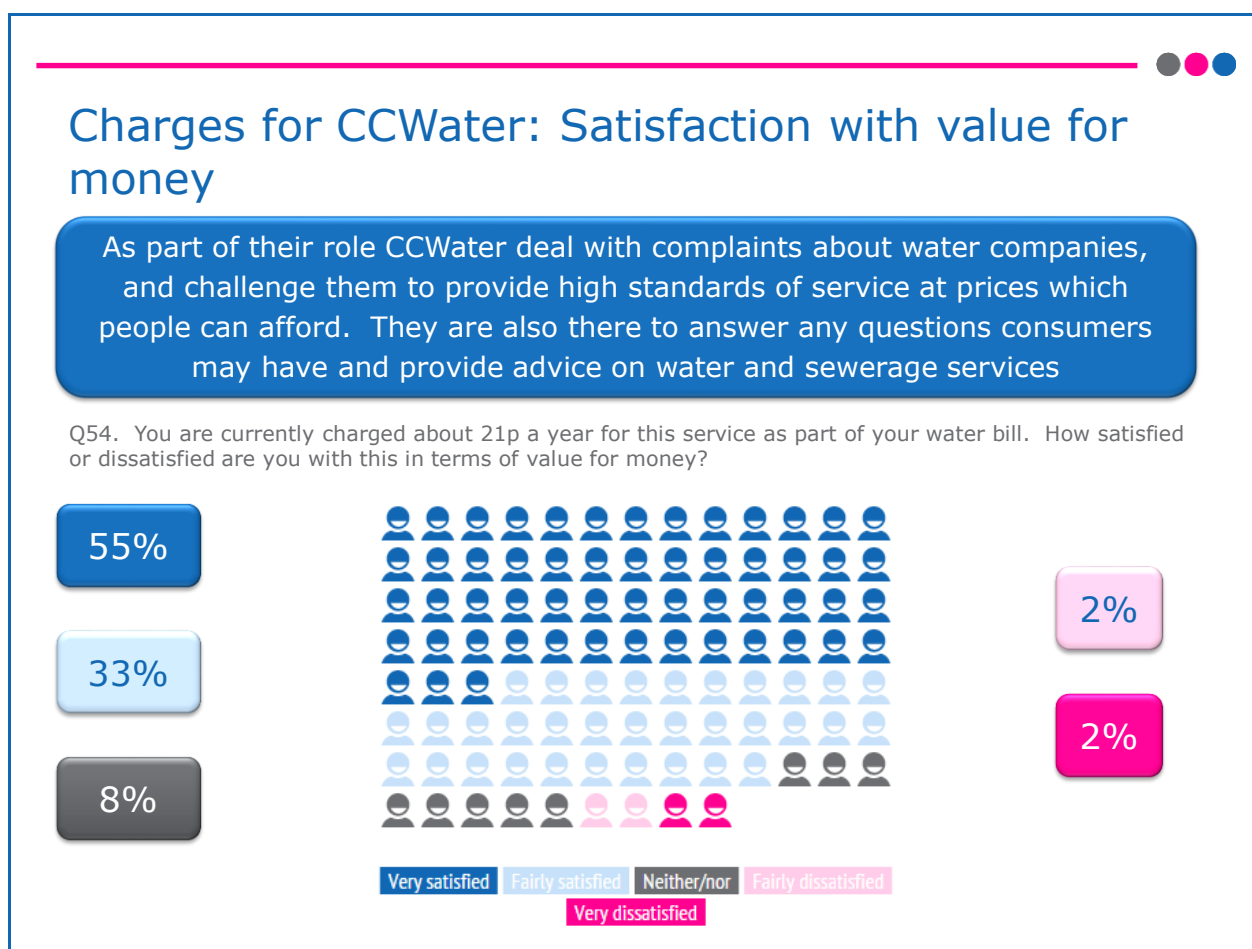 Charges for CCWater: Satisfaction with value for
money
As part of their role CCWater deal with complaints about water companies,
and challenge them to provide high standards of service at prices which
people can afford.  They are also there to answer any questions consumers
may have and provide advice on water and sewerage services
Q54.  You are currently charged about 21p a year for this service as part of your water bill.  How satisfied
or dissatisfied are you with this in terms of value for money?
55%
33%
8%
2%
2%
Very satisfied Fairly satisfied Neither/nor Fairly dissatisfied
Very dissatisfied